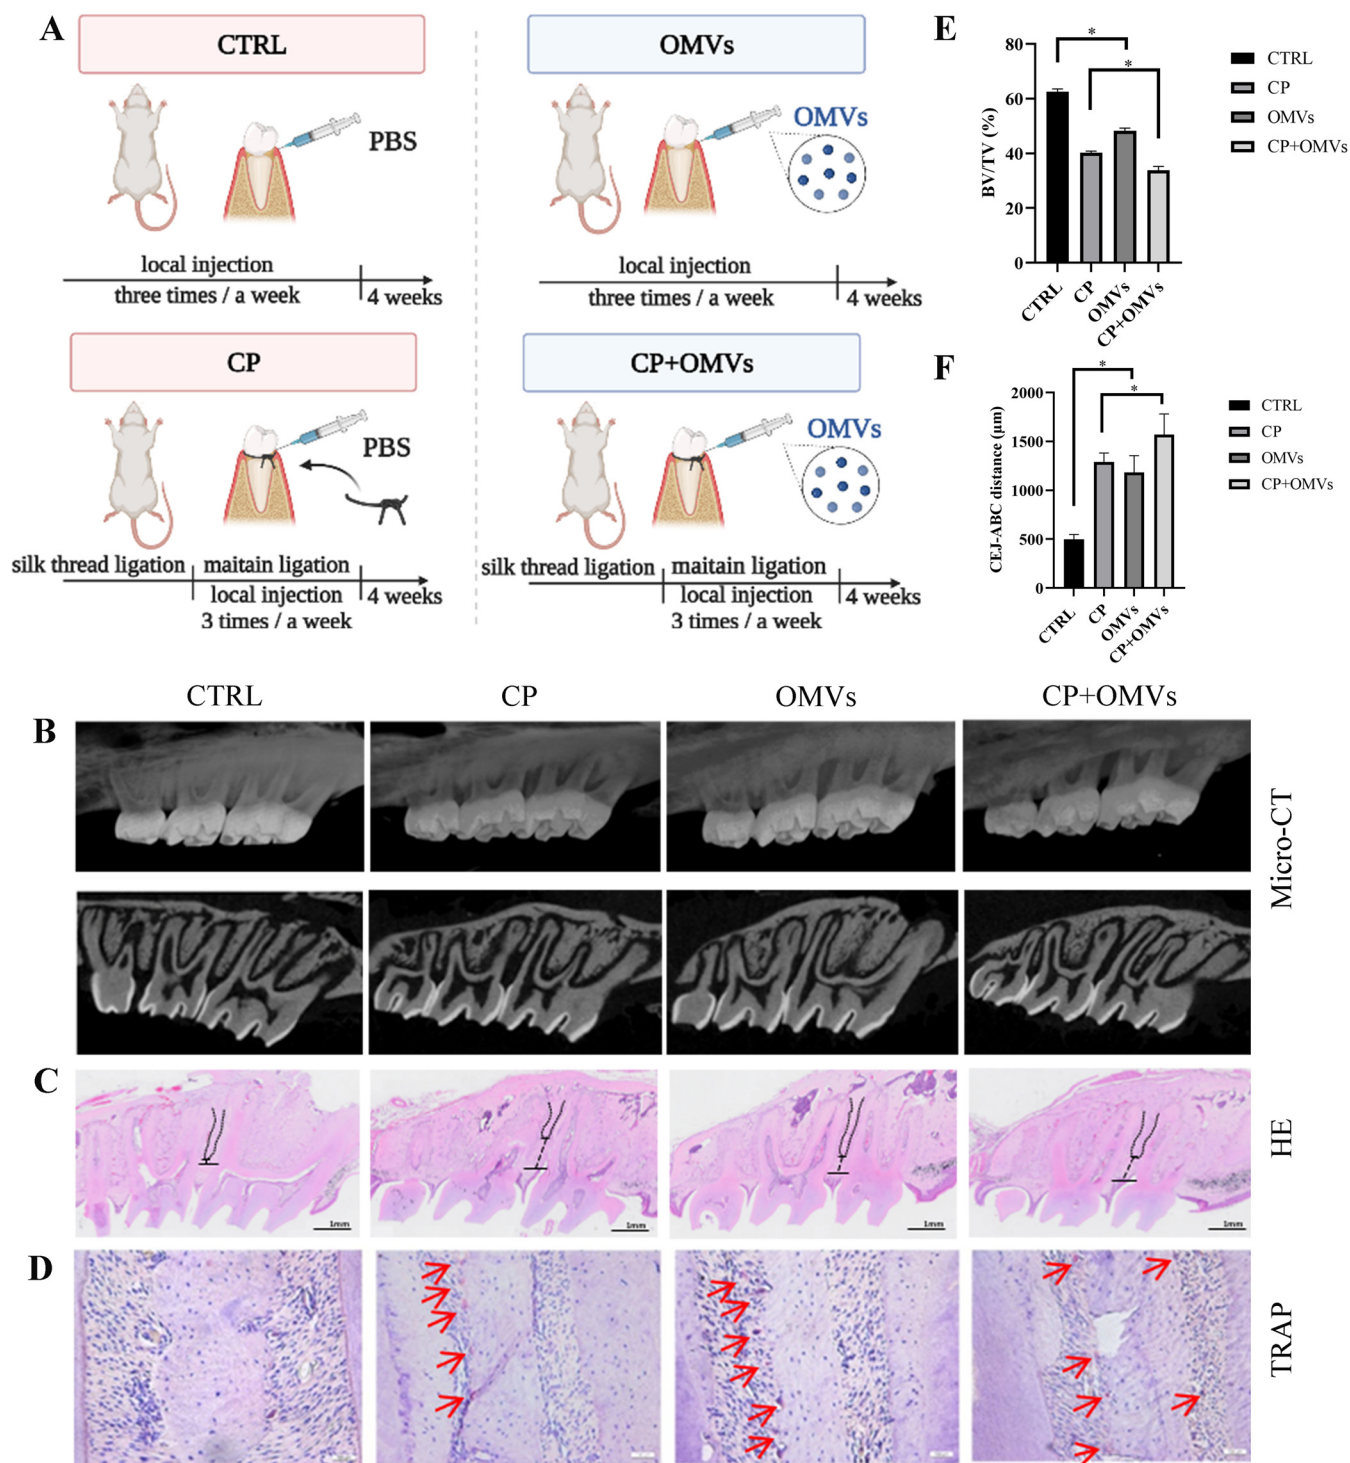 A
CTRL
PBS
local injection
three times / a week
4 weeks
OMVs
OMVs
local injection
three times / a week
4 weeks
CP
PBS
silk thread ligation
maitain ligation
local injection
3 times / a week
4 weeks
CP+OMVs
OMVs
silk thread ligation
maitain ligation
local injection
3 times / a week
4 weeks
E
BV/TV (%)
80
60
40
20
0
*
*
CTRL
CP
OMVs
CP+OMVs
CTRL
CP
OMVs
CP+OMVs
F
CEJ-ABC distance (μm)
2000
1500
1000
500
0
*
*
CTRL
CP
OMVs
CP+OMVs
CTRL
CP
OMVs
CP+OMVs
CTRL
CP
OMVs
CP+OMVs
B
Micro-CT
C
1mm
1mm
1mm
1mm
HE
D
TRAP